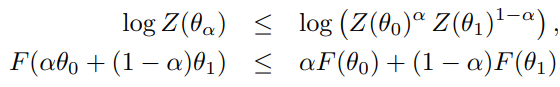 log Z(θ_α) ≤ log (Z(θ_0)^α Z(θ_1)^{1−α}) ,
F(αθ_0 + (1 − α)θ_1) ≤ αF(θ_0) + (1 − α)F(θ_1)